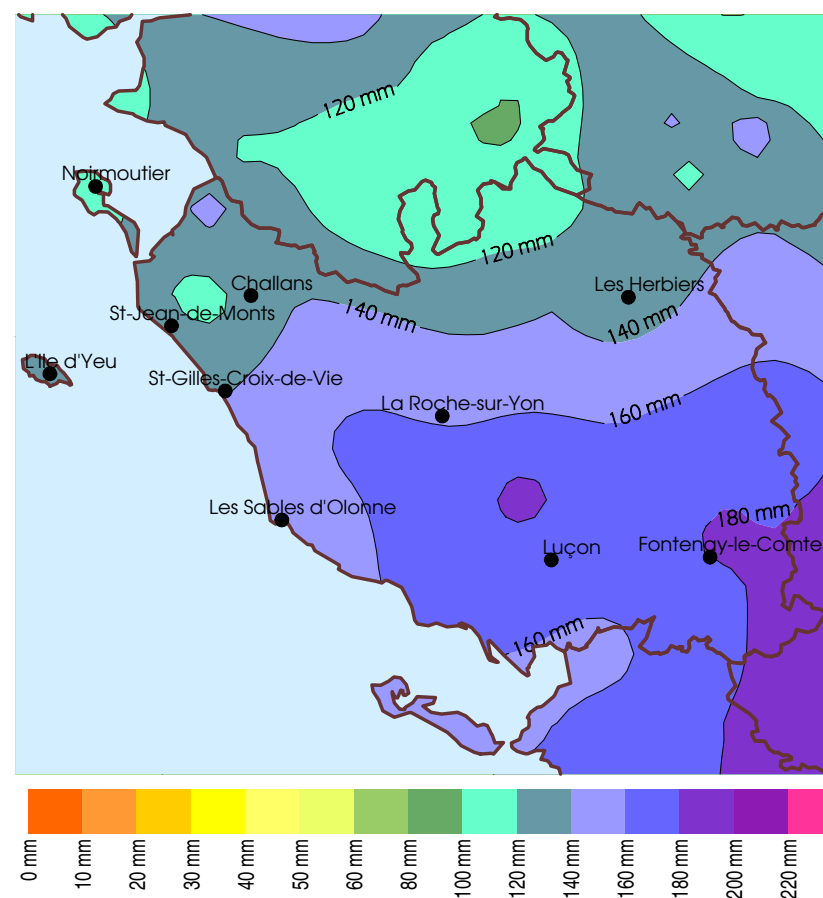 120 mm
Noirmoutier
120 mm
Challans
Les Herbiers
St-Jean-de-Monts
140 mm
140 mm
L'Ile d'Yeu
St-Gilles-Croix-de-Vie
La Roche-sur-Yon
160 mm
Les Sables d'Olonne
180 mm
Luçon
Fontenay-le-Comte
160 mm
0 mm
10 mm
20 mm
30 mm
40 mm
50 mm
60 mm
80 mm
100 mm
120 mm
140 mm
160 mm
180 mm
200 mm
220 mm